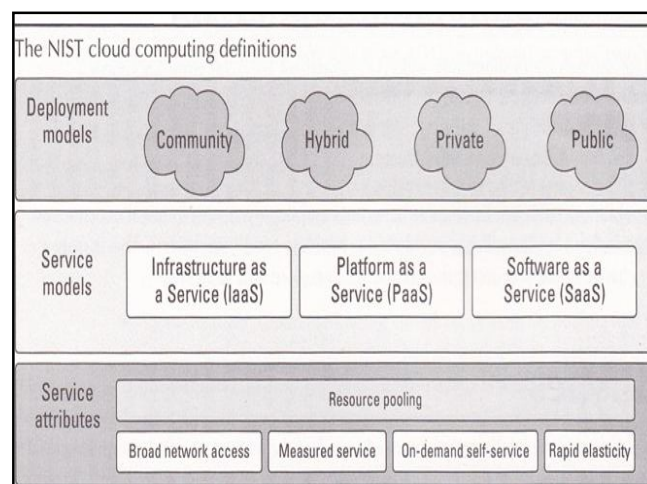 The NIST cloud computing definitions
Deployment
models
Community
Hybrid
Private
Public
Service
models
Infrastructure as
a Service (IaaS)
Platform as a
Service (PaaS)
Software as a
Service (SaaS)
Service
attributes
Resource pooling
Broad network access
Measured service
On-demand self-service
Rapid elasticity